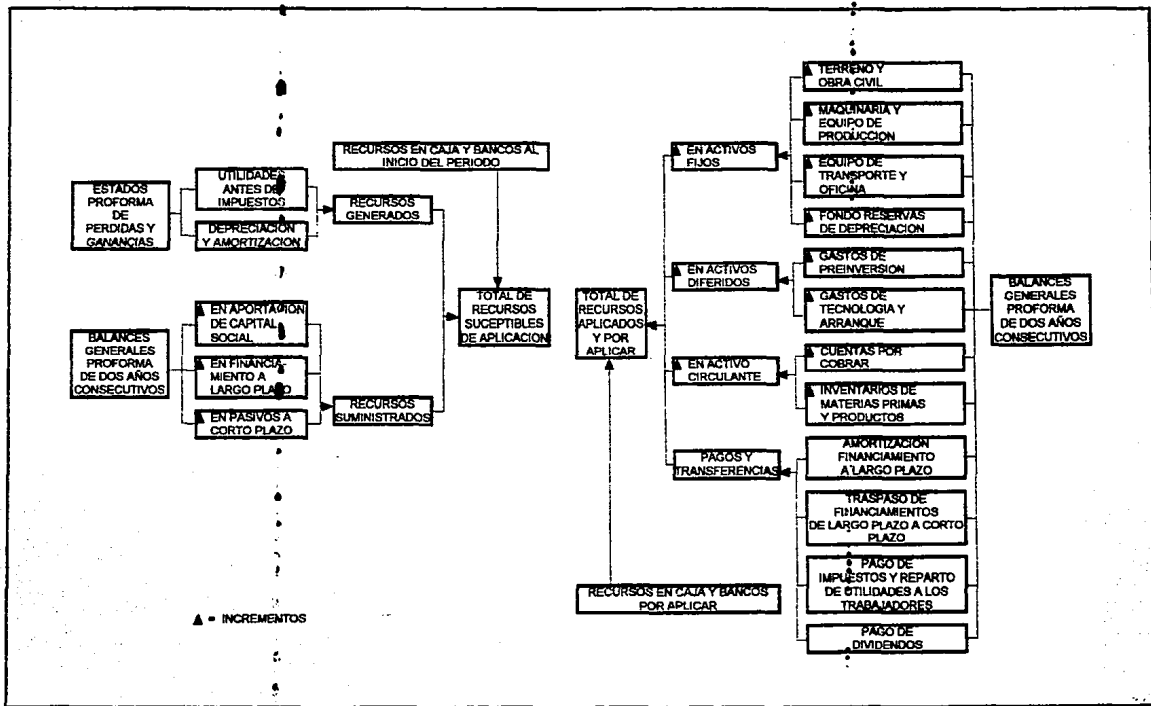 ESTADOS
PROFORMA
DE
PERDIDAS Y
GANANCIAS
UTILIDADES
ANTES DE
IMPUESTOS
DEPRECIACIÓN
Y AMORTIZACION
RECURSOS EN CAJA Y BANCOS AL
INICIO DEL PERIODO
RECURSOS
GENERADOS
BALANCES
GENERALES
PROFORMA
DE DOS AÑOS
CONSECUTIVOS
▲ EN APORTACION
DE CAPITAL
SOCIAL
▲ EN FINANCIA-
MIENTO A
LARGO PLAZO
▲ EN PASIVOS A
CORTO PLAZO
RECURSOS
SUMINISTRADOS
TOTAL DE
RECURSOS
SUCEPTIBLES
DE APLICACION
TOTAL DE
RECURSOS
APLICADOS
Y POR
APLICAR
▲ EN ACTIVOS
FIJOS
▲ EN ACTIVOS
DIFERIDOS
▲ EN ACTIVO
CIRCULANTE
PAGOS Y
TRANSFERENCIAS
RECURSOS EN CAJA Y BANCOS
POR APLICAR
▲ TERRENO Y
OBRA CIVIL
▲ MAQUINARIA Y
EQUIPO DE
PRODUCCION
▲ EQUIPO DE
TRANSPORTE Y
OFICINA
▲ FONDO RESERVAS
DE DEPRECIACION
▲ GASTOS DE
PREINVERSION
▲ GASTOS DE
TECNOLOGIA Y
ARRANQUE
▲ CUENTAS POR
COBRAR
▲ INVENTARIOS DE
MATERIAS PRIMAS
Y PRODUCTOS
AMORTIZACIÓN
FINANCIAMIENTO
A LARGO PLAZO
TRASPASO DE
FINANCIAMIENTOS
DE LARGO PLAZO A CORTO
PLAZO
PAGO DE
IMPUESTOS Y REPARTO
DE UTILIDADES A LOS
TRABAJADORES
PAGO DE
DIVIDENDOS
BALANCES
GENERALES
PROFORMA
DE DOS AÑOS
CONSECUTIVOS
▲ = INCREMENTOS